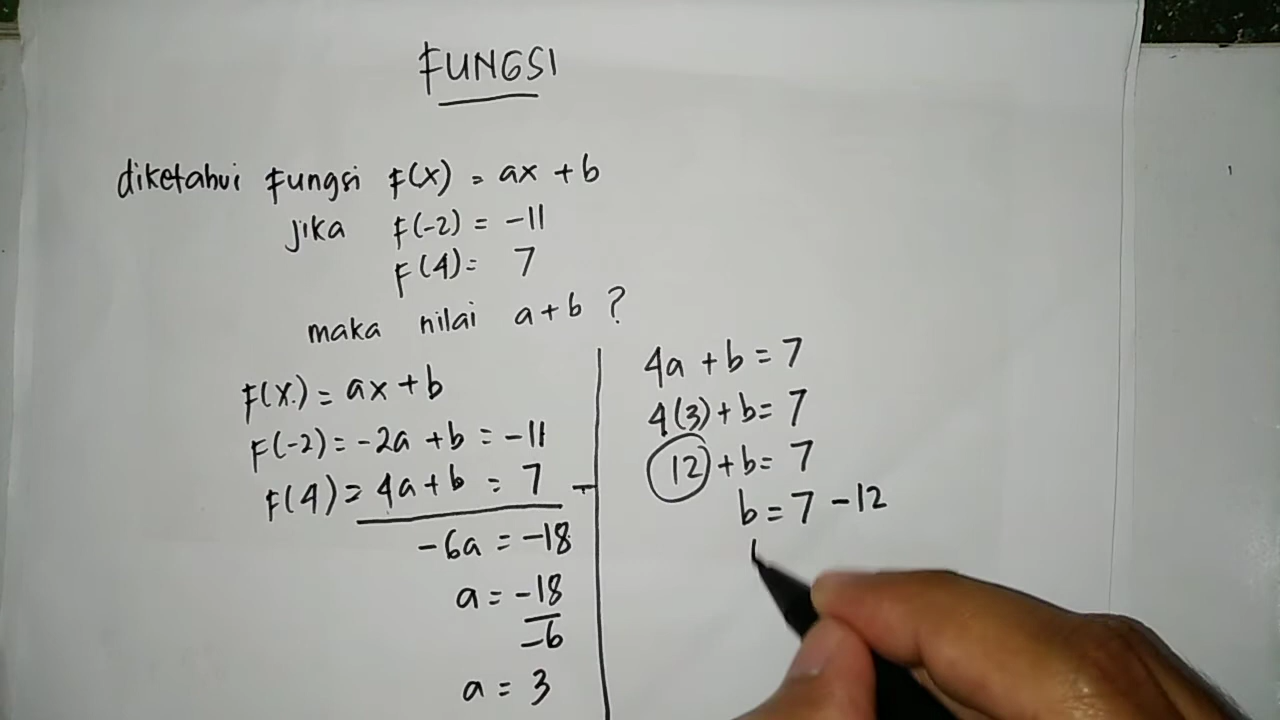 FUNGSI
diketahui fungsi f(x) = ax + b
jika f(-2) = -11
f(4) = 7
maka nilai a + b ?
f(x) = ax + b
f(-2) = -2a + b = -11
f(4) = 4a + b = 7 -
-6a = -18
a = -18
-6
a = 3
4a + b = 7
4(3) + b = 7
12 + b = 7
b = 7 - 12